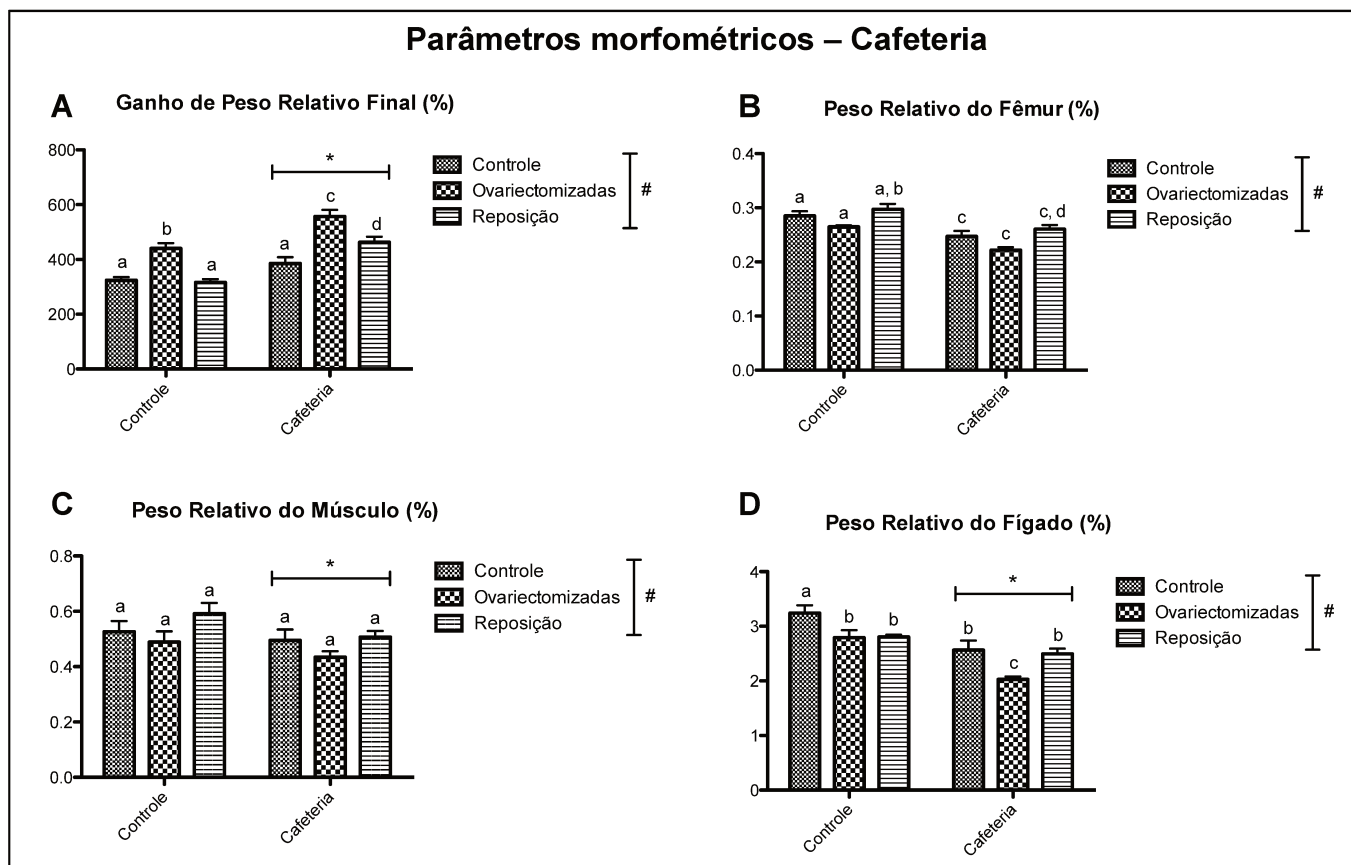 Parâmetros morfométricos – Cafeteria
A
Ganho de Peso Relativo Final (%)
800
600
400
200
0
a
b
a
a
c
d
*
Controle
Cafeteria
Controle
Ovariectomizadas
Reposição
#
B
Peso Relativo do Fêmur (%)
0.4
0.3
0.2
0.1
0.0
a
a
a, b
c
c
c, d
Controle
Cafeteria
Controle
Ovariectomizadas
Reposição
#
C
Peso Relativo do Músculo (%)
0.8
0.6
0.4
0.2
0.0
a
a
a
a
a
a
*
Controle
Cafeteria
Controle
Ovariectomizadas
Reposição
#
D
Peso Relativo do Fígado (%)
4
3
2
1
0
a
b
b
b
c
b
*
Controle
Cafeteria
Controle
Ovariectomizadas
Reposição
#